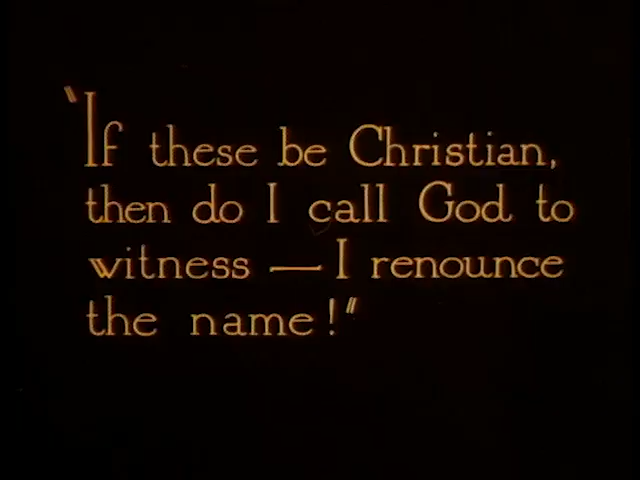 "If these be Christian,
then do I call God to
witness — I renounce
the name!"